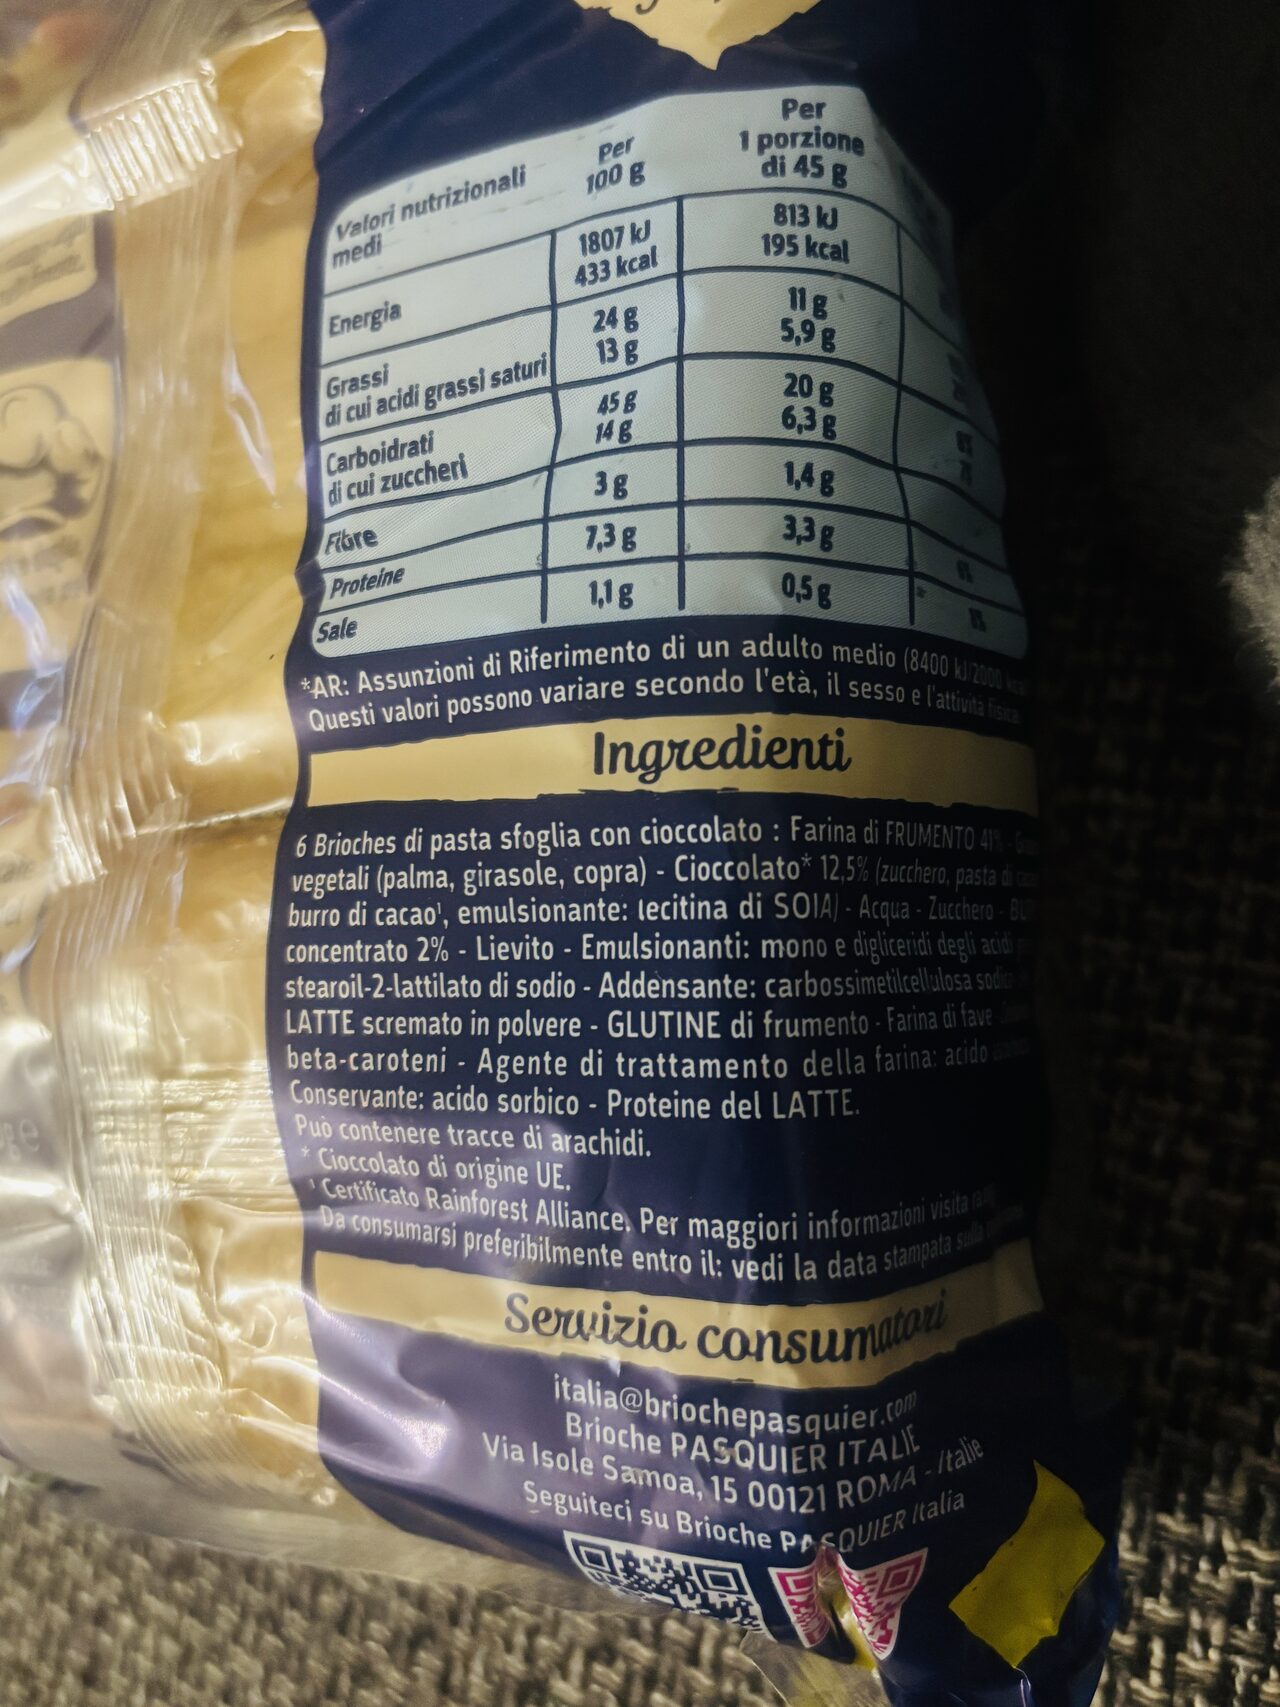 Valori nutrizionali medi
Per 100 g
Per 1 porzione di 45 g
Energia 1807 kJ 813 kJ
433 kcal 195 kcal
Grassi 24 g 11 g
di cui acidi grassi saturi 13 g 5,9 g
Carboidrati 45 g 20 g 8%
di cui zuccheri 14 g 6,3 g 7%
Fibre 3 g 1,4 g
Proteine 7,3 g 3,3 g
Sale 1,1 g 0,5 g
*AR: Assunzioni di Riferimento di un adulto medio (8400 kJ/2000
Questi valori possono variare secondo l'età, il sesso e l'attività fisica
Ingredienti
6 Brioches di pasta sfoglia con cioccolato : Farina di FRUMENTO 41% -
vegetali (palma, girasole, copra) - Cioccolato* 12,5% (zucchero, pasta di
burro di cacao¹, emulsionante: lecitina di SOIA) - Acqua - Zucchero -
concentrato 2% - Lievito - Emulsionanti: mono e digliceridi degli acidi
stearoil-2-lattilato di sodio - Addensante: carbossimetilcellulosa
LATTE scremato in polvere - GLUTINE di frumento - Farina di fave -
beta-caroteni - Agente di trattamento della farina: acido
Conservante: acido sorbico - Proteine del LATTE.
Può contenere tracce di arachidi.
* Cioccolato di origine UE.
¹ Certificato Rainforest Alliance. Per maggiori informazioni visita
Da consumarsi preferibilmente entro il: vedi la data stampata
Servizio consumatori
italia@briochepasquier.com
Brioche PASQUIER ITALIE
Via Isole Samoa, 15 00121 ROMA - Italie
Seguiteci su Brioche PASQUIER Italia